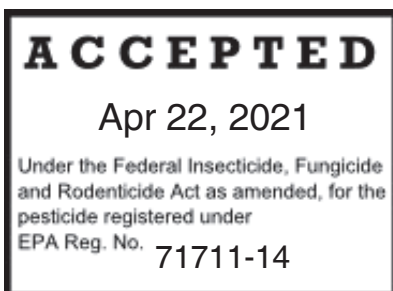 ACCEPTED
Apr 22, 2021
Under the Federal Insecticide, Fungicide
and Rodenticide Act as amended, for the
pesticide registered under
EPA Reg. No. 71711-14